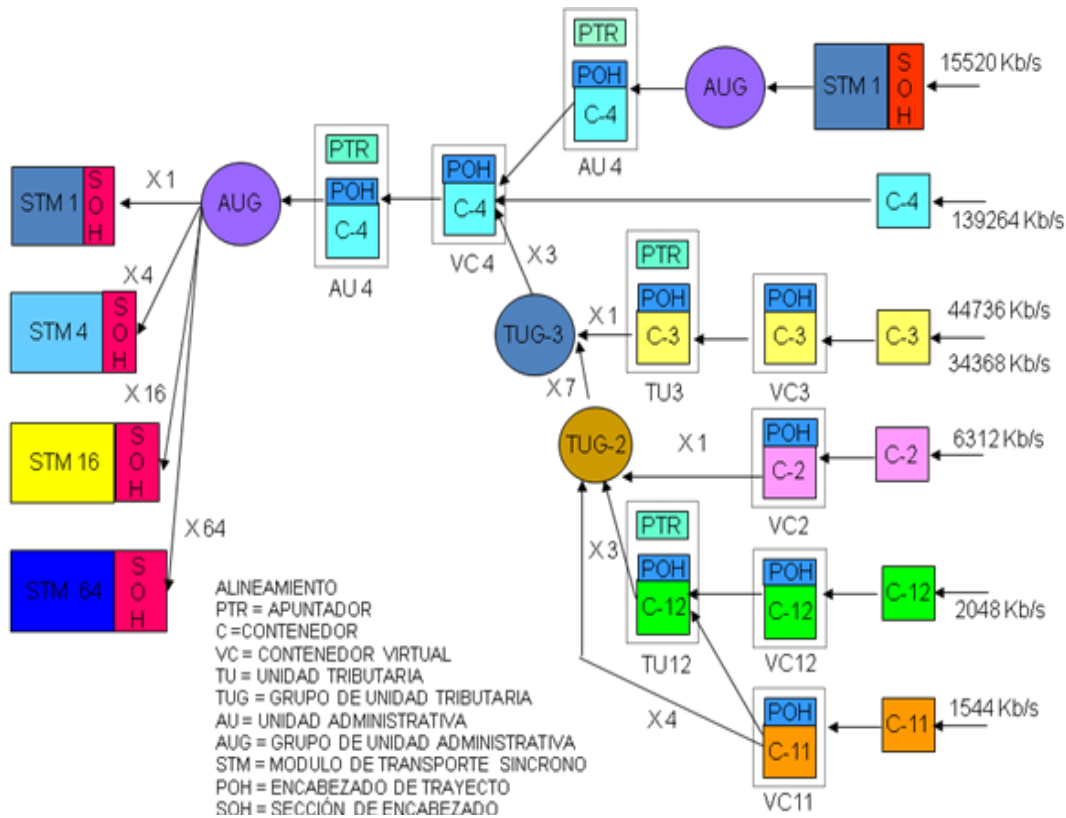 PTR
POH
C-4
AU 4
AUG
STM 1
S
O
H
15520 Kb/s
STM 1
S
O
H
X 1
AUG
PTR
POH
C-4
AU 4
POH
C-4
VC 4
C-4
139264 Kb/s
X 4
STM 4
S
O
H
X 3
TUG-3
X 1
PTR
POH
C-3
TU3
POH
C-3
VC3
44736 Kb/s
C-3
34368 Kb/s
X 16
STM 16
S
O
H
X 7
TUG-2
X 1
POH
C-2
VC2
C-2
6312 Kb/s
X 64
STM 64
S
O
H
X 3
PTR
POH
C-12
TU12
POH
C-12
VC12
C-12
2048 Kb/s
X 4
POH
C-11
VC11
C-11
1544 Kb/s
ALINEAMIENTO
PTR = APUNTADOR
C =CONTENEDOR
VC = CONTENEDOR VIRTUAL
TU = UNIDAD TRIBUTARIA
TUG = GRUPO DE UNIDAD TRIBUTARIA
AU = UNIDAD ADMINISTRATIVA
AUG = GRUPO DE UNIDAD ADMINISTRATIVA
STM = MODULO DE TRANSPORTE SINCRONO
POH = ENCABEZADO DE TRAYECTO
SOH = SECCIÓN DE ENCABEZADO